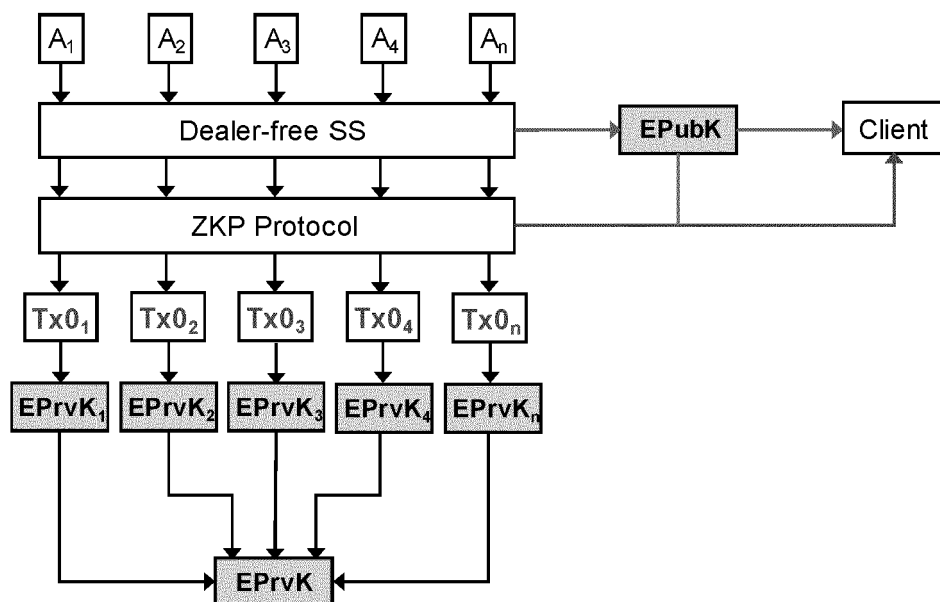 A₁ A₂ A₃ A₄ Aₙ
Dealer-free SS EPubK Client
ZKP Protocol
Tx0₁ Tx0₂ Tx0₃ Tx0₄ Tx0ₙ
EPrvK₁ EPrvK₂ EPrvK₃ EPrvK₄ EPrvKₙ
EPrvK